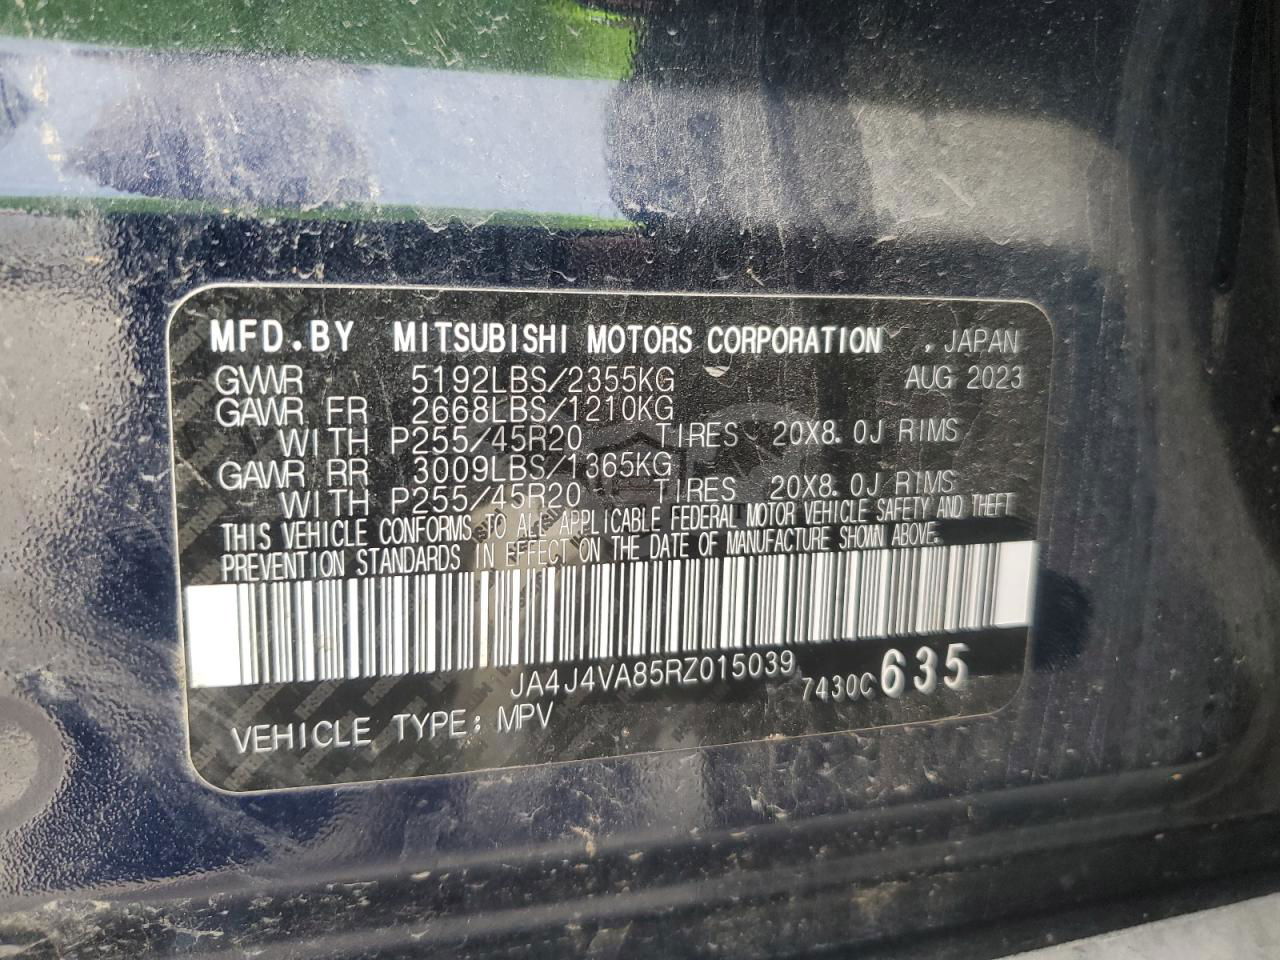 MFD.BY MITSUBISHI MOTORS CORPORATION , JAPAN
GVWR 5192LBS/2355KG AUG 2023
GAWR FR 2668LBS/1210KG
WITH P255/45R20 TIRES 20X8.0J RIMS
GAWR RR 3009LBS/1365KG
WITH P255/45R20 TIRES 20X8.0J RIMS
THIS VEHICLE CONFORMS TO ALL APPLICABLE FEDERAL MOTOR VEHICLE SAFETY AND THEFT
PREVENTION STANDARDS IN EFFECT ON THE DATE OF MANUFACTURE SHOWN ABOVE.
JA4J4VA85RZ015039 7430C635
VEHICLE TYPE: MPV